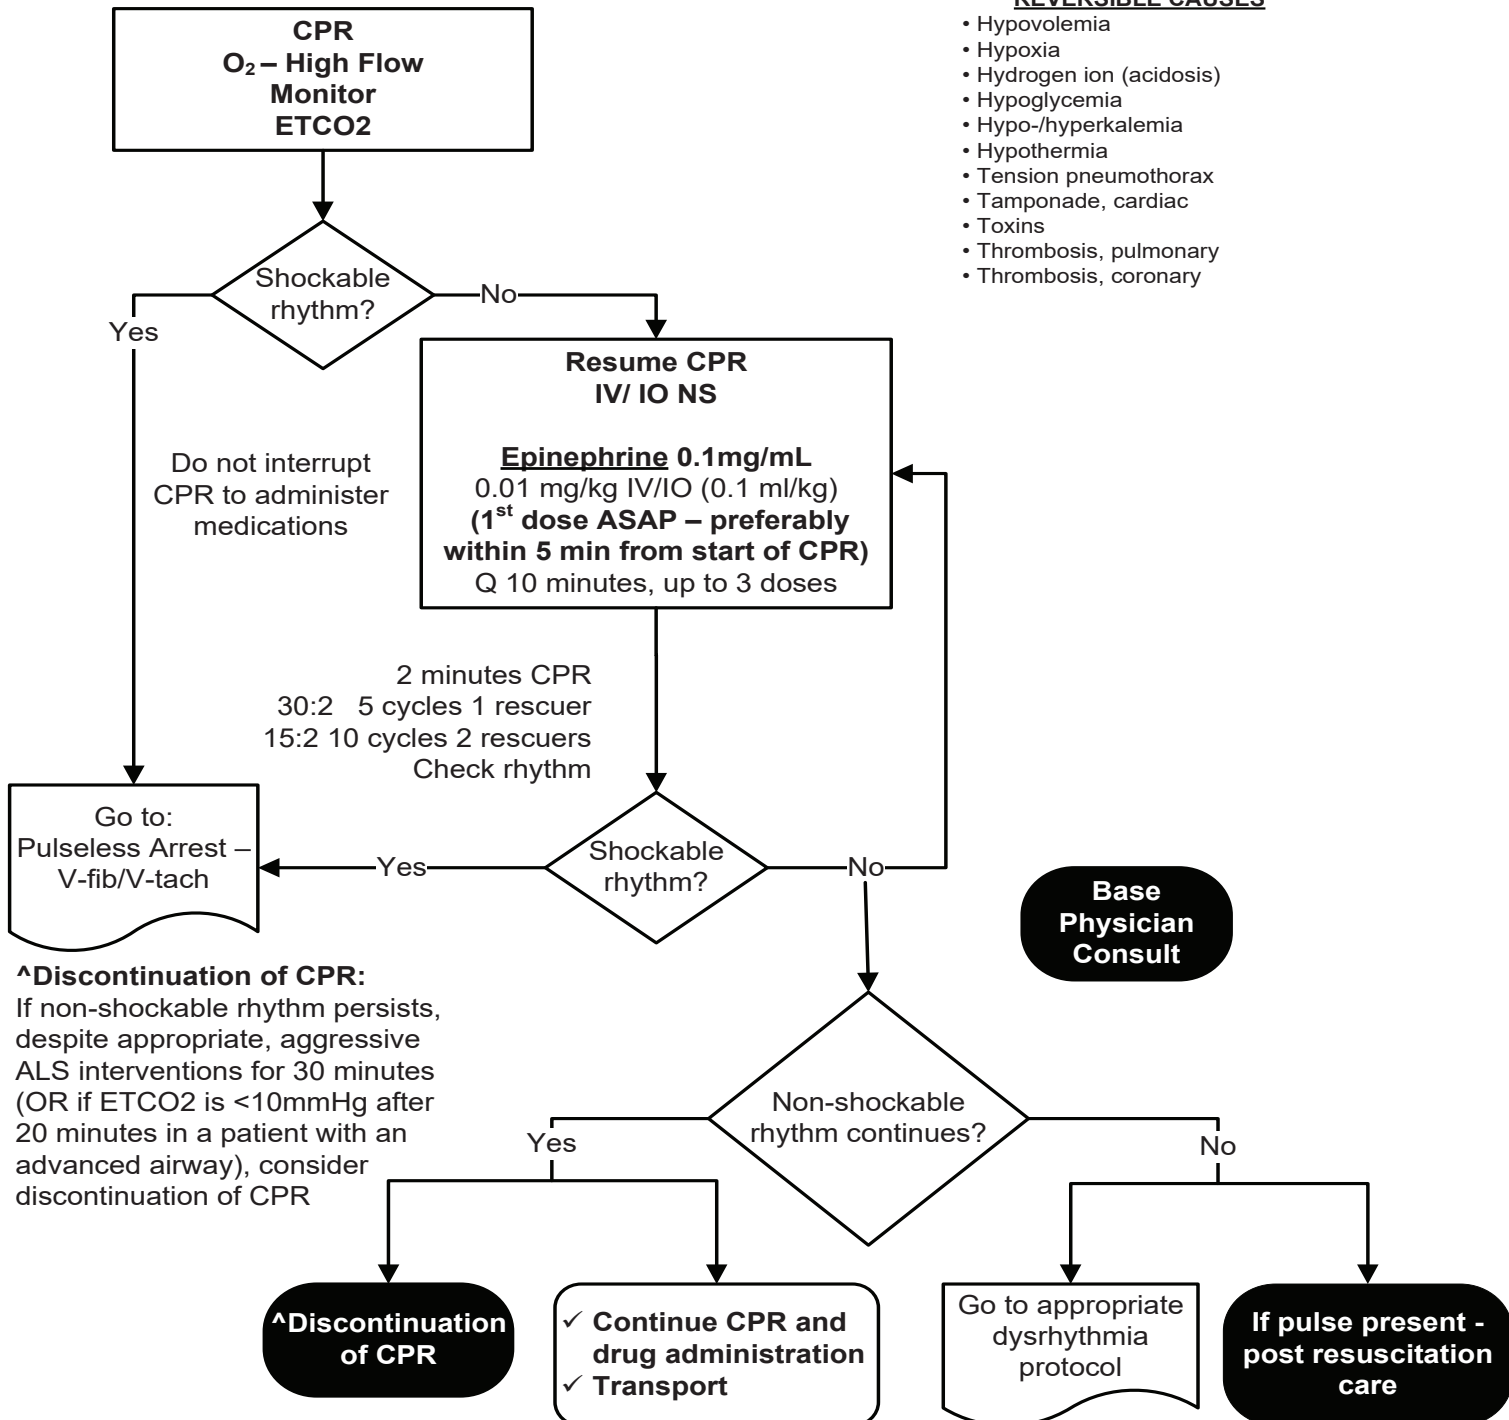 CPR
O₂ – High Flow
Monitor
ETCO2
REVERSIBLE CAUSES
• Hypovolemia
• Hypoxia
• Hydrogen ion (acidosis)
• Hypoglycemia
• Hypo-/hyperkalemia
• Hypothermia
• Tension pneumothorax
• Tamponade, cardiac
• Toxins
• Thrombosis, pulmonary
• Thrombosis, coronary
Shockable
rhythm?
Yes
No
Resume CPR
IV/ IO NS
Epinephrine 0.1mg/mL
0.01 mg/kg IV/IO (0.1 ml/kg)
(1st dose ASAP – preferably
within 5 min from start of CPR)
Q 10 minutes, up to 3 doses
Do not interrupt
CPR to administer
medications
2 minutes CPR
30:2 5 cycles 1 rescuer
15:2 10 cycles 2 rescuers
Check rhythm
Go to:
Pulseless Arrest –
V-fib/V-tach
Yes
Shockable
rhythm?
No
Base
Physician
Consult
^Discontinuation of CPR:
If non-shockable rhythm persists,
despite appropriate, aggressive
ALS interventions for 30 minutes
(OR if ETCO2 is <10mmHg after
20 minutes in a patient with an
advanced airway), consider
discontinuation of CPR
Non-shockable
rhythm continues?
Yes
No
^Discontinuation
of CPR
✓ Continue CPR and
drug administration
✓ Transport
Go to appropriate
dysrhythmia
protocol
If pulse present -
post resuscitation
care